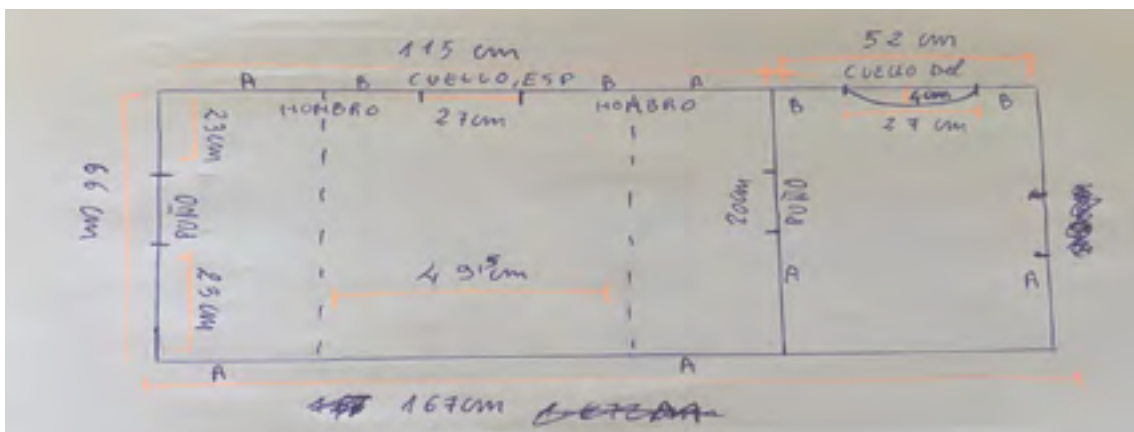 115 cm
52 cm
A B CUELLO, ESP B A
CUELLO Del
HOMBRO
27cm
HOMBRO
B
4cm
B
27 cm
23cm
66 cm
PUÑO
20cm
PUÑO
49'5cm
23cm
A
A
A
A
167cm